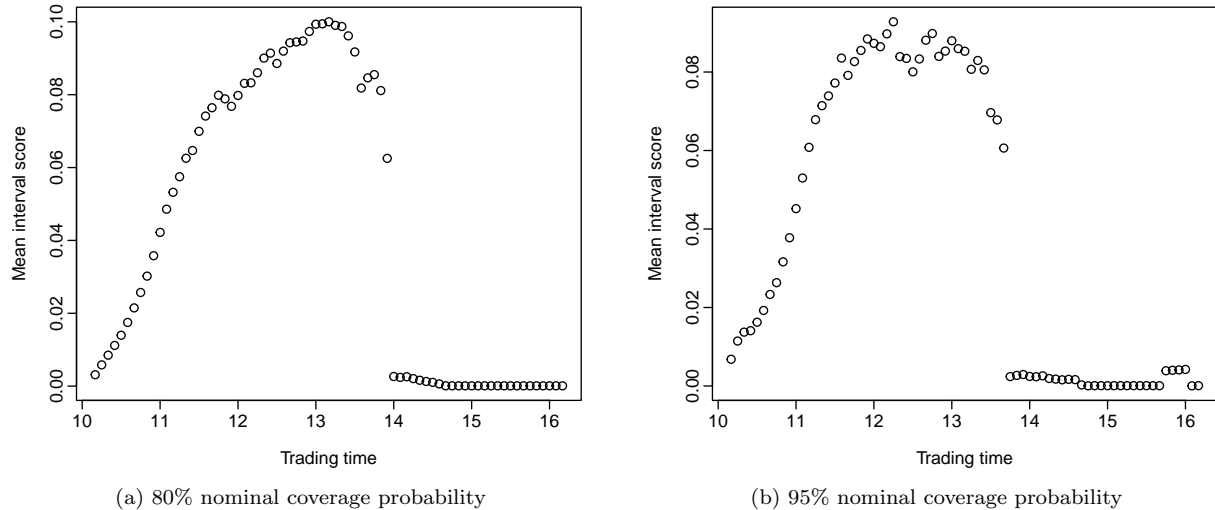 0.00 0.02 0.04 0.06 0.08 0.10
Mean interval score
10 11 12 13 14 15 16
Trading time
(a) 80% nominal coverage probability
0.00 0.02 0.04 0.06 0.08
Mean interval score
10 11 12 13 14 15 16
Trading time
(b) 95% nominal coverage probability